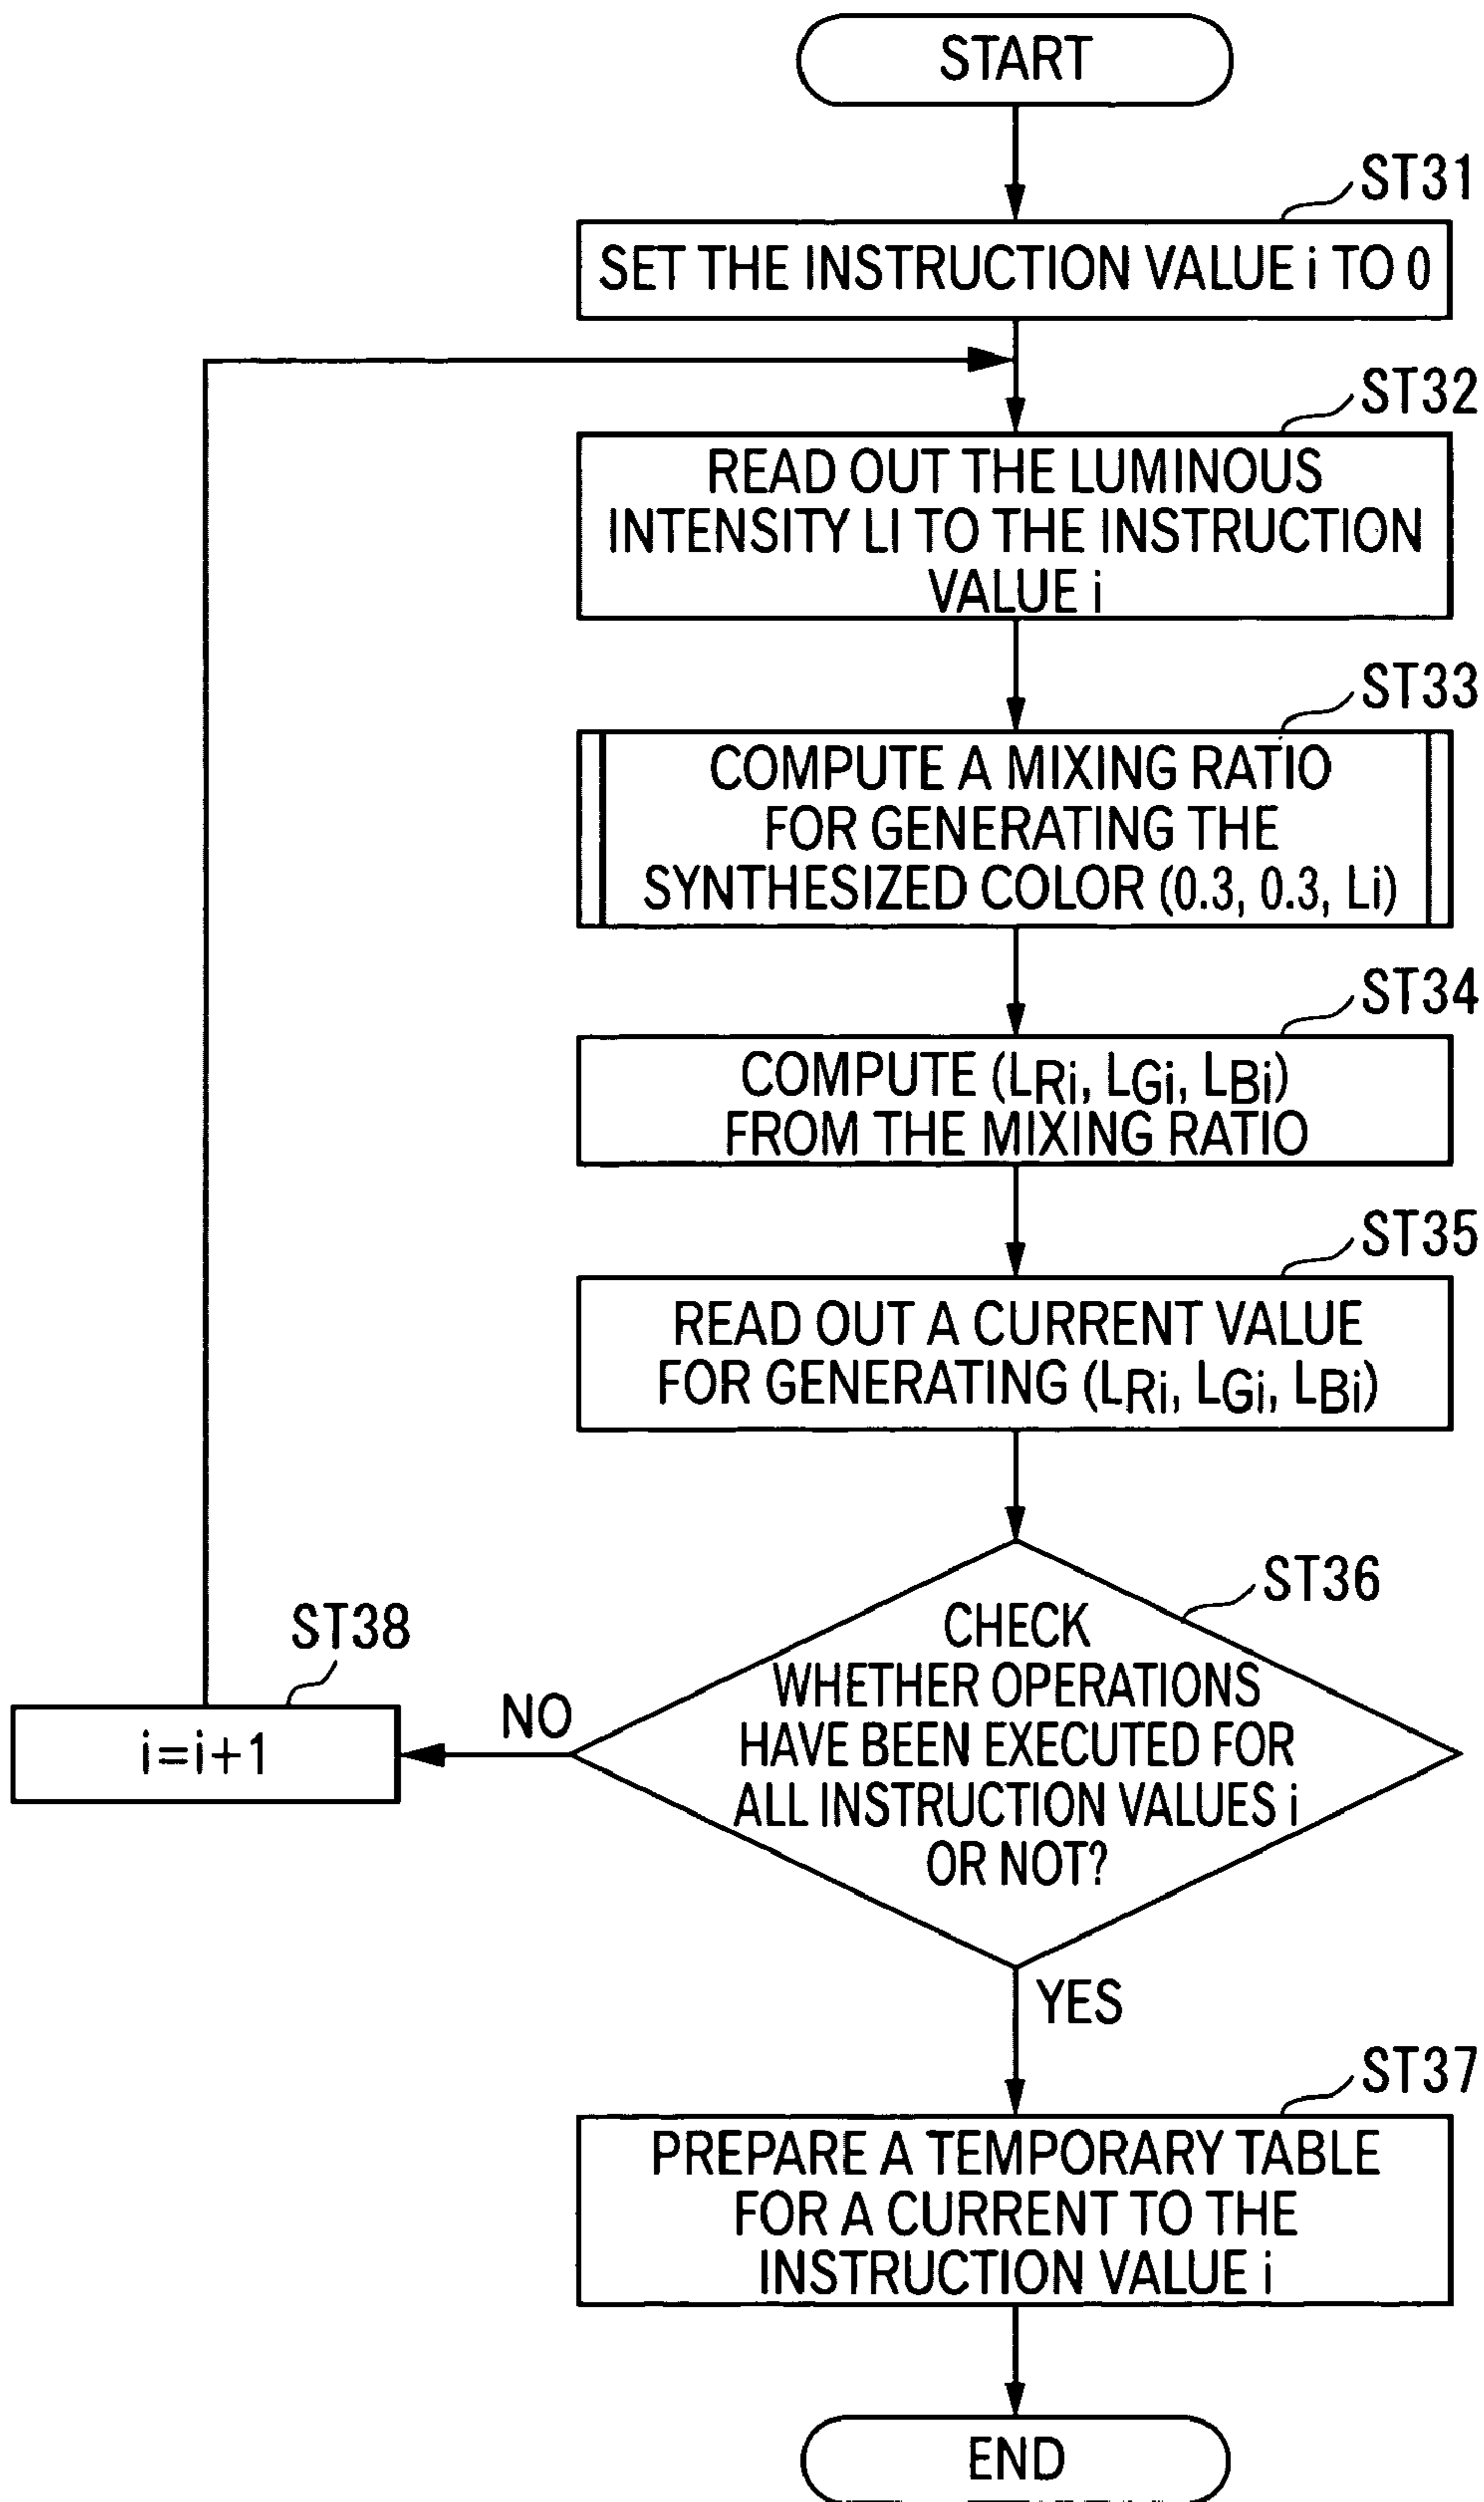 START
ST31
SET THE INSTRUCTION VALUE i TO 0
ST32
READ OUT THE LUMINOUS
INTENSITY LI TO THE INSTRUCTION
VALUE i
ST33
COMPUTE A MIXING RATIO
FOR GENERATING THE
SYNTHESIZED COLOR (0.3, 0.3, Li)
ST34
COMPUTE (LRi, LGi, LBi)
FROM THE MIXING RATIO
ST35
READ OUT A CURRENT VALUE
FOR GENERATING (LRi, LGi, LBi)
ST36
CHECK
WHETHER OPERATIONS
HAVE BEEN EXECUTED FOR
ALL INSTRUCTION VALUES i
OR NOT?
NO
ST38
i=i+1
YES
ST37
PREPARE A TEMPORARY TABLE
FOR A CURRENT TO THE
INSTRUCTION VALUE i
END